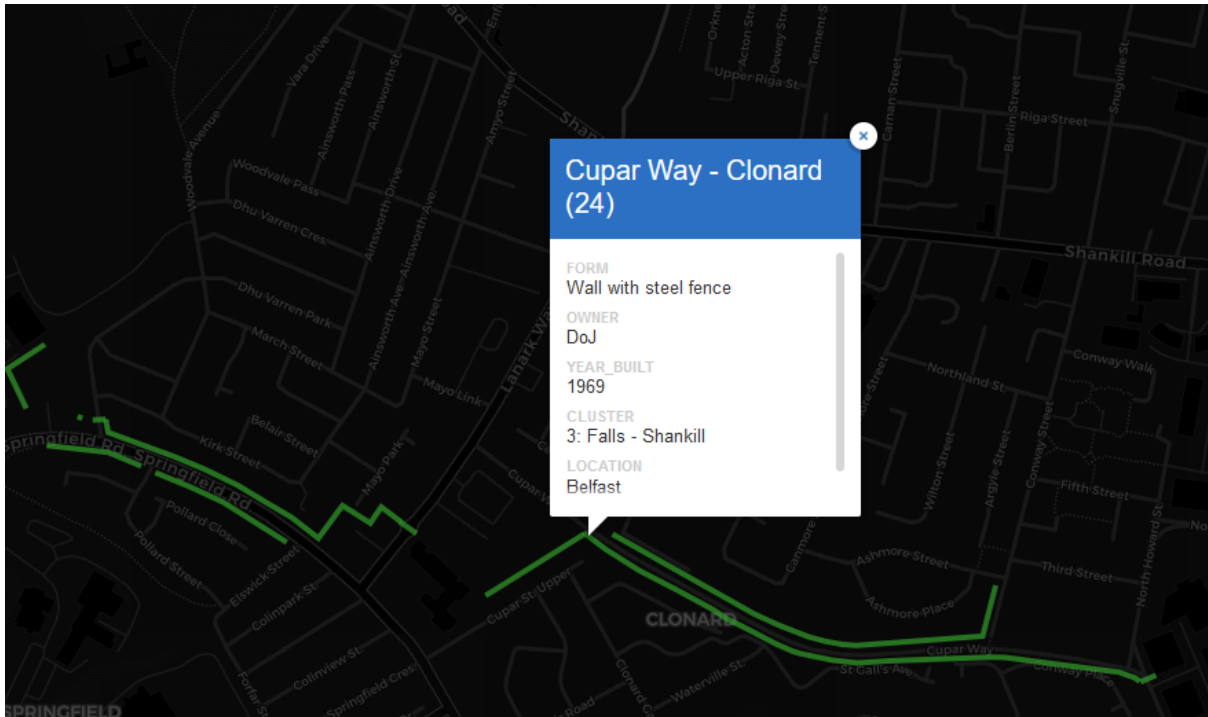 Cupar Way - Clonard
(24)
FORM
Wall with steel fence
OWNER
DoJ
YEAR_BUILT
1969
CLUSTER
3: Falls - Shankill
LOCATION
Belfast
Vara Drive
Ainsworth Pass
Ainsworth St.
Woodvale Avenue
Woodvale Pass
Ainsworth Drive
Dhu Varren Cres.
Ainsworth Ave.
Ainsworth Ave.
Mayo Street
Dhu Varren Park
March Street
Mayo Link
Belair Street
Kirk Street
Mayo Park
Springfield Rd
Springfield Rd
Pollard Close
Pollard Street
Elswick Street
Colinpark St.
Colinview St.
Springfield Cres.
SPRINGFIELD
Cupar St. Upper
CLONARD
Waterville St.
St Gall's Ave
Cupar Way
Conway Place
Ashmore Street
Ashmore Place
Third Street
Fifth Street
Wilton Street
Argyle Street
Conway Street
North Howard St.
Northland St.
Conway Walk
Shankill Road
Riga Street
Berlin Street
Carnan Street
Snugville St.
Upper Riga St.
Acton Street
Dewey Street
Tennent Street